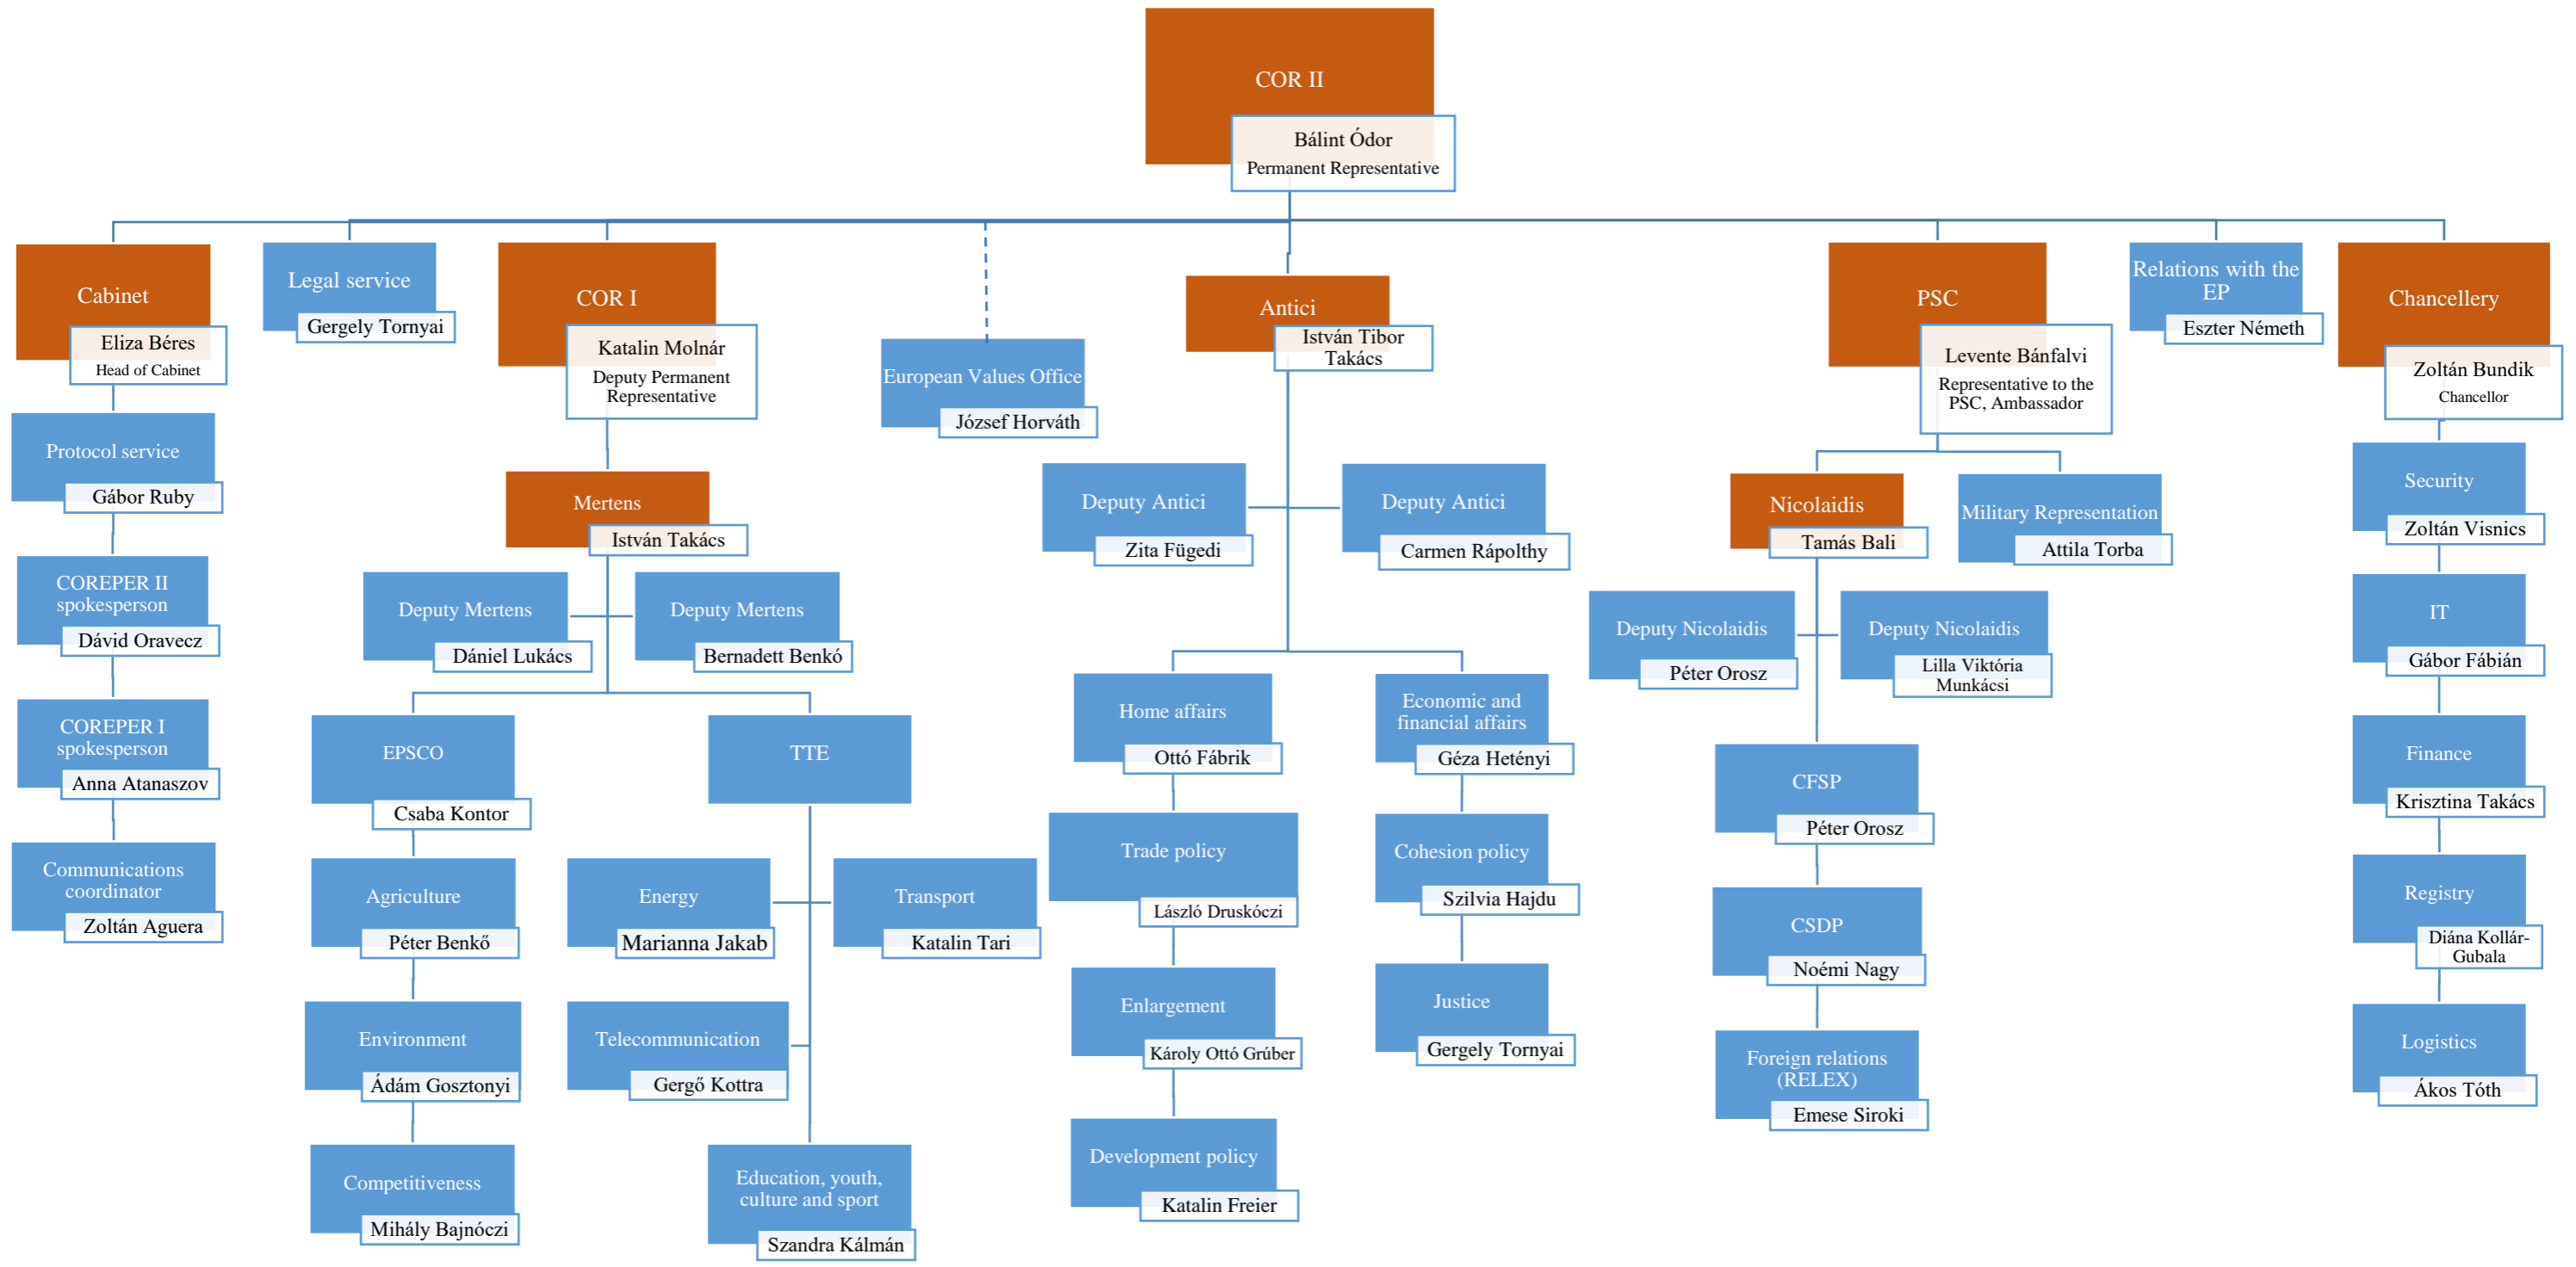 COR II
Bálint Ódor
Permanent Representative
Cabinet
Eliza Béres
Head of Cabinet
Protocol service
Gábor Ruby
COREPER II
spokesperson
Dávid Oravecz
COREPER I
spokesperson
Anna Atanaszov
Communications
coordinator
Zoltán Aguera
Legal service
Gergely Tornyai
COR I
Katalin Molnár
Deputy Permanent
Representative
Mertens
István Takács
Deputy Mertens
Dániel Lukács
Deputy Mertens
Bernadett Benkó
EPSCO
Csaba Kontor
Agriculture
Péter Benkő
Environment
Ádám Gosztonyi
Competitiveness
Mihály Bajnóczi
TTE
Energy
Marianna Jakab
Transport
Katalin Tari
Telecommunication
Gergő Kottra
Education, youth,
culture and sport
Szandra Kálmán
European Values Office
József Horváth
Antici
István Tibor
Takács
Deputy Antici
Zita Fügedi
Deputy Antici
Carmen Rápolthy
Home affairs
Ottó Fábrik
Trade policy
László Druskóczi
Enlargement
Károly Ottó Grúber
Development policy
Katalin Freier
Economic and
financial affairs
Géza Hetényi
Cohesion policy
Szilvia Hajdu
Justice
Gergely Tornyai
PSC
Levente Bánfalvi
Representative to the
PSC, Ambassador
Nicolaidis
Tamás Bali
Military Representation
Attila Torba
Deputy Nicolaidis
Péter Orosz
Deputy Nicolaidis
Lilla Viktória
Munkácsi
CFSP
Péter Orosz
CSDP
Noémi Nagy
Foreign relations
(RELEX)
Emese Siroki
Relations with the
EP
Eszter Németh
Chancellery
Zoltán Bundik
Chancellor
Security
Zoltán Visnics
IT
Gábor Fábián
Finance
Krisztina Takács
Registry
Diána Kollár-
Gubala
Logistics
Ákos Tóth